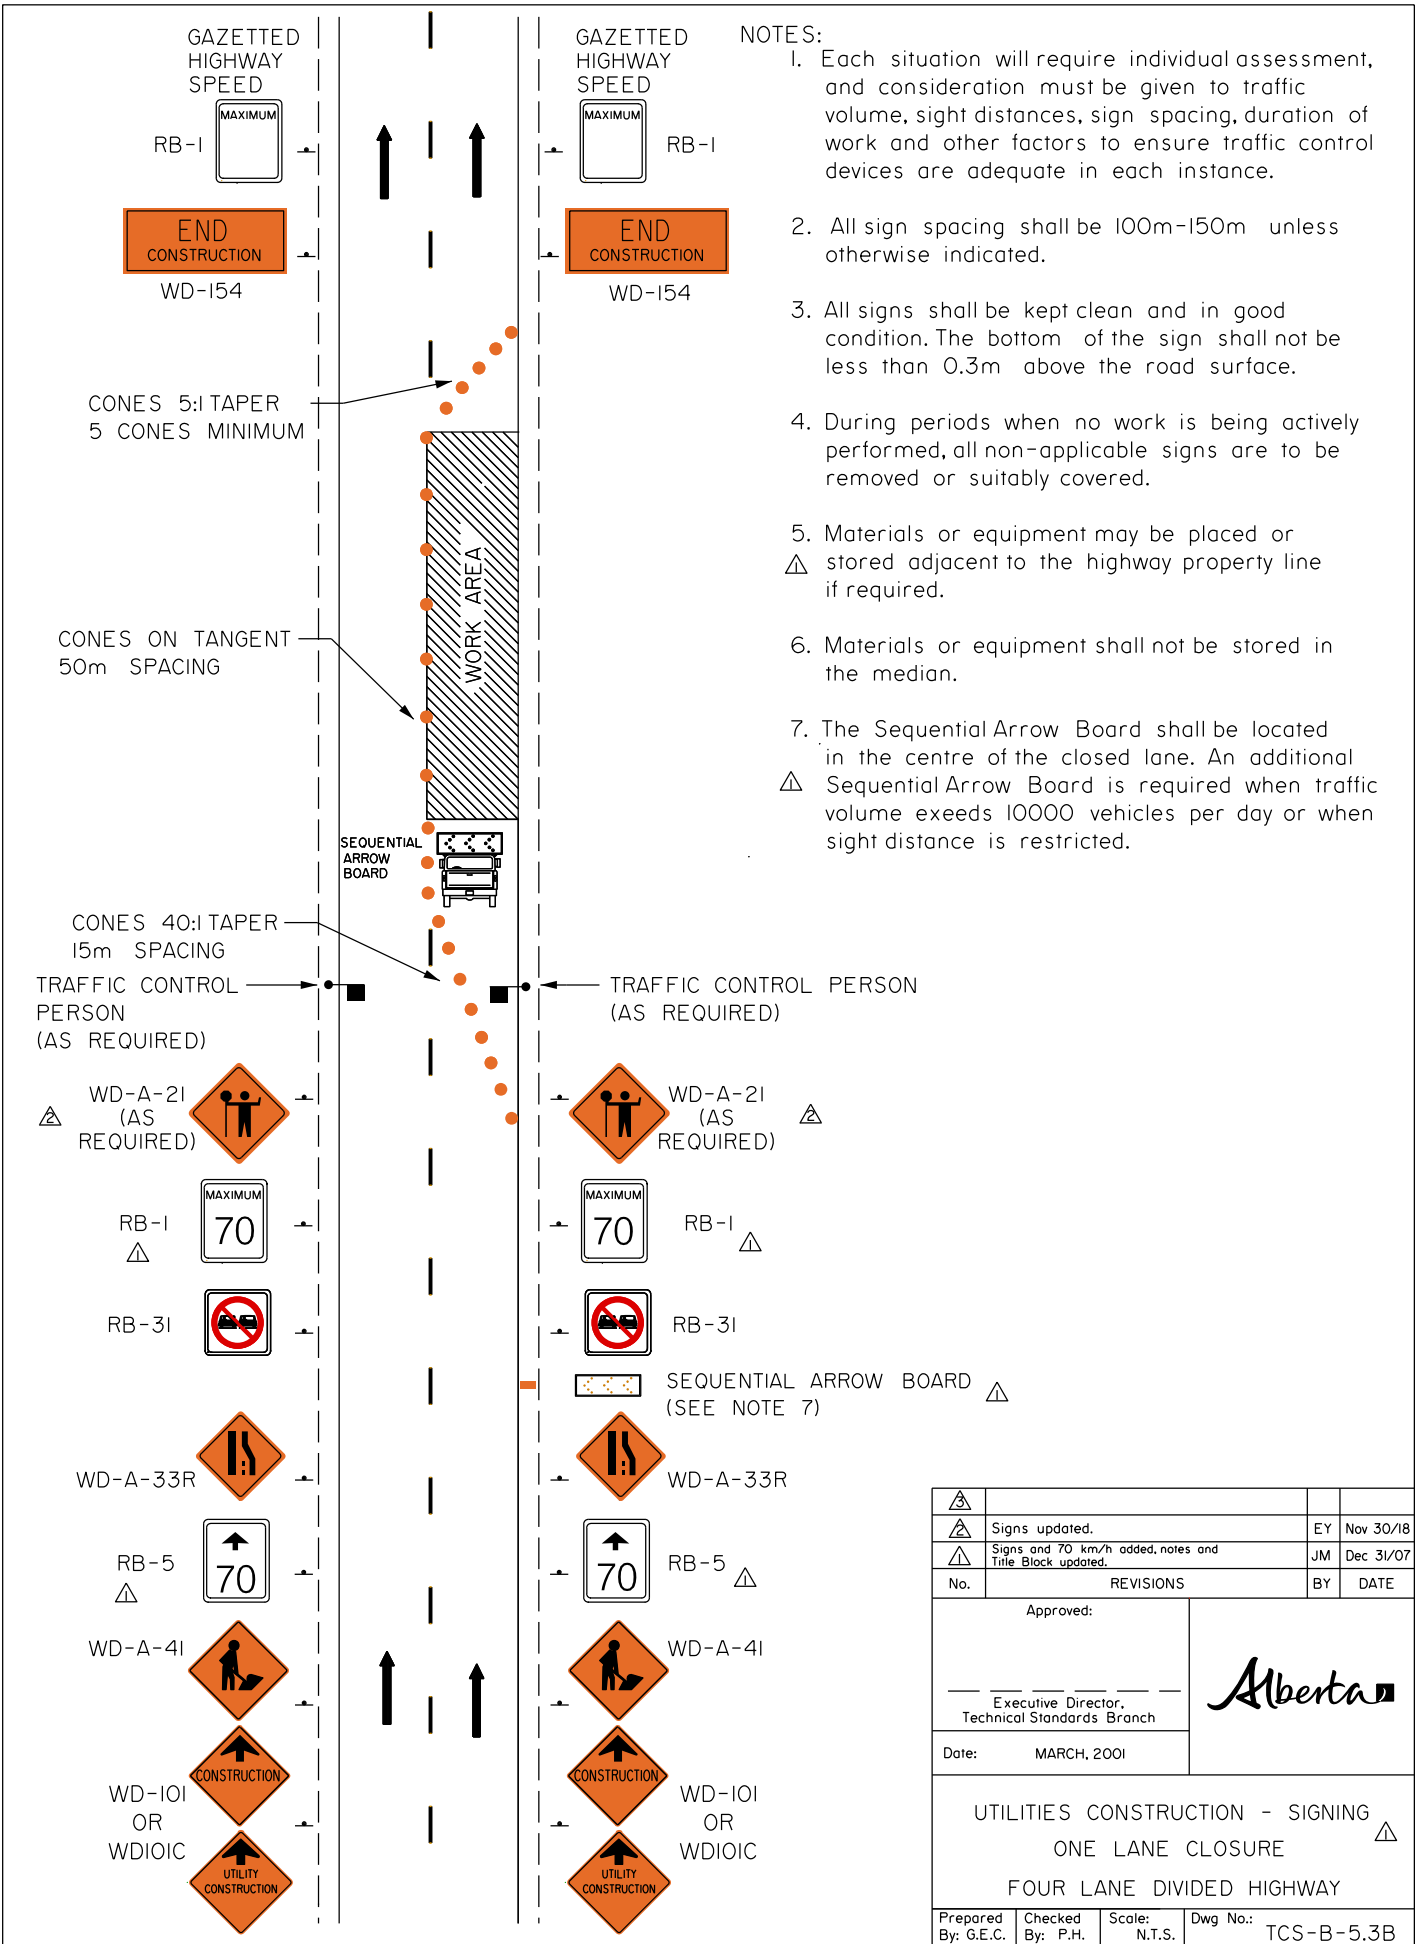 GAZETTED
HIGHWAY
SPEED
MAXIMUM
RB-1
GAZETTED
HIGHWAY
SPEED
MAXIMUM
RB-1
END
CONSTRUCTION
WD-154
END
CONSTRUCTION
WD-154
CONES 5:1 TAPER
5 CONES MINIMUM
WORK AREA
CONES ON TANGENT
50m SPACING
SEQUENTIAL
ARROW
BOARD
CONES 40:1 TAPER
15m SPACING
TRAFFIC CONTROL
PERSON
(AS REQUIRED)
TRAFFIC CONTROL PERSON
(AS REQUIRED)
2
WD-A-21
(AS
REQUIRED)
WD-A-21
(AS
REQUIRED)
2
RB-1
1
MAXIMUM
70
MAXIMUM
70
RB-1
1
RB-31
RB-31
SEQUENTIAL ARROW BOARD
(SEE NOTE 7)
1
WD-A-33R
WD-A-33R
RB-5
1
70
70
RB-5
1
WD-A-41
WD-A-41
CONSTRUCTION
WD-101
OR
WD101C
UTILITY
CONSTRUCTION
CONSTRUCTION
WD-101
OR
WD101C
UTILITY
CONSTRUCTION
NOTES:
1. Each situation will require individual assessment,
and consideration must be given to traffic
volume, sight distances, sign spacing, duration of
work and other factors to ensure traffic control
devices are adequate in each instance.
2. All sign spacing shall be 100m-150m unless
otherwise indicated.
3. All signs shall be kept clean and in good
condition. The bottom of the sign shall not be
less than 0.3m above the road surface.
4. During periods when no work is being actively
performed, all non-applicable signs are to be
removed or suitably covered.
5. Materials or equipment may be placed or
1 stored adjacent to the highway property line
if required.
6. Materials or equipment shall not be stored in
the median.
7. The Sequential Arrow Board shall be located
in the centre of the closed lane. An additional
1 Sequential Arrow Board is required when traffic
volume exceeds 10000 vehicles per day or when
sight distance is restricted.
3
2 Signs updated. EY Nov 30/18
1 Signs and 70 km/h added, notes and
Title Block updated. JM Dec 31/07
No. REVISIONS BY DATE
Approved:
Executive Director,
Technical Standards Branch
Alberta
Date: MARCH, 2001
UTILITIES CONSTRUCTION - SIGNING
1
ONE LANE CLOSURE
FOUR LANE DIVIDED HIGHWAY
Prepared
By: G.E.C.
Checked
By: P.H.
Scale:
N.T.S.
Dwg No.: TCS-B-5.3B